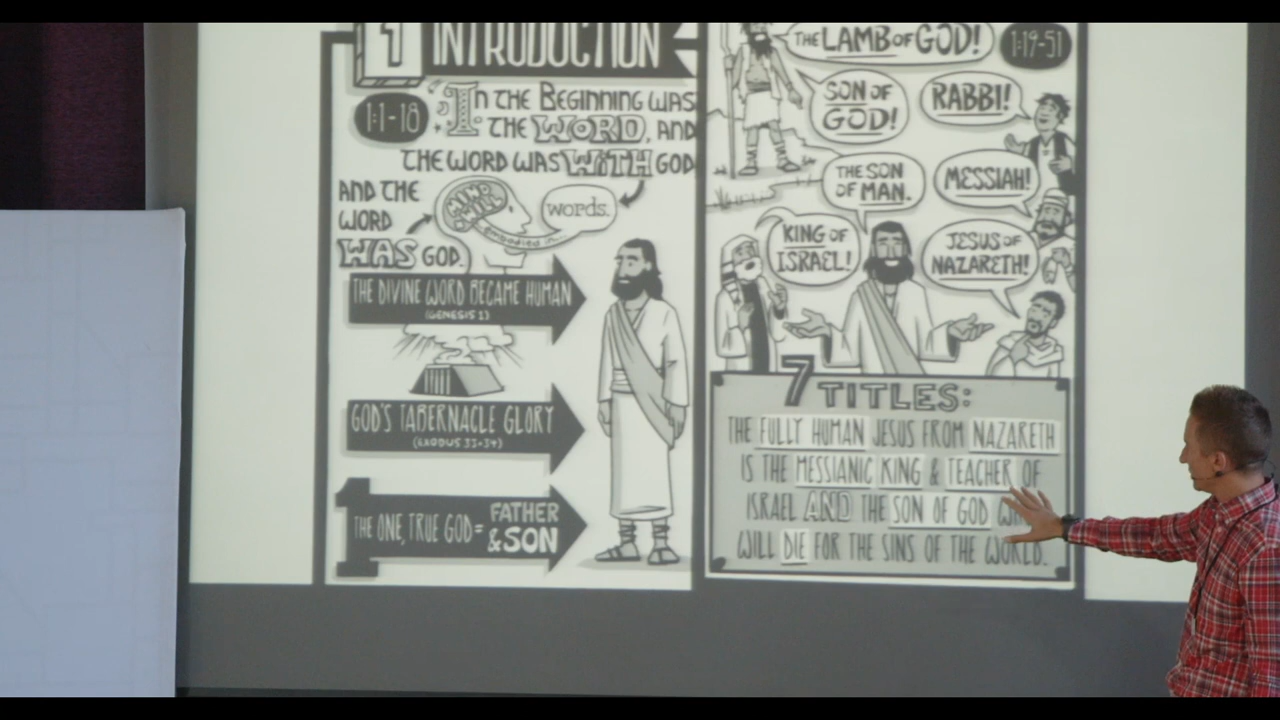 1 INTRODUCTION
1:1-18
IN THE BEGINNING WAS
THE WORD, AND
THE WORD WAS WITH GOD
AND THE
WORD
WAS GOD.
MIND
WILL
embodied in...
words.
THE DIVINE WORD BECAME HUMAN
(GENESIS 1)
GOD'S TABERNACLE GLORY
(EXODUS 33-34)
1
THE ONE, TRUE GOD = FATHER
& SON
THE LAMB OF GOD!
1:19-51
SON OF
GOD!
RABBI!
THE SON
OF MAN.
MESSIAH!
KING OF
ISRAEL!
JESUS OF
NAZARETH!
7 TITLES:
THE FULLY HUMAN JESUS FROM NAZARETH
IS THE MESSIANIC KING & TEACHER OF
ISRAEL AND THE SON OF GOD
WILL DIE FOR THE SINS OF THE WORLD.